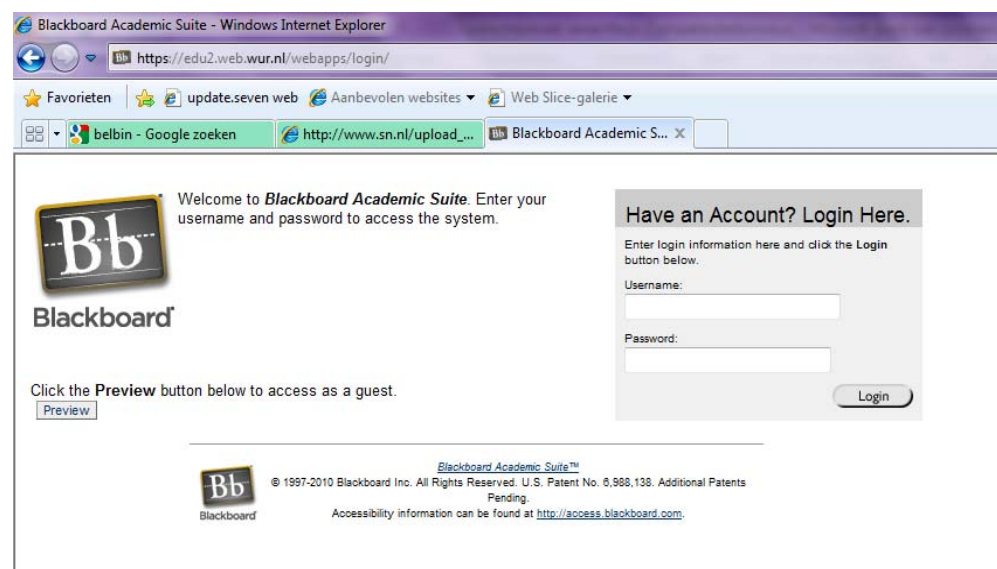 Blackboard Academic Suite - Windows Internet Explorer
Bb https://edu2.web.wur.nl/webapps/login/
Favorieten update.seven web Aanbevolen websites Web Slice-galerie
belbin - Google zoeken http://www.sn.nl/upload_... Bb Blackboard Academic S... X
Bb
Blackboard
Welcome to Blackboard Academic Suite. Enter your
username and password to access the system.
Click the Preview button below to access as a guest.
Preview
Have an Account? Login Here.
Enter login information here and click the Login
button below.
Username:
Password:
Login
Bb
Blackboard
Blackboard Academic Suite™
© 1997-2010 Blackboard Inc. All Rights Reserved. U.S. Patent No. 6,988,138. Additional Patents
Pending.
Accessibility information can be found at http://access.blackboard.com.